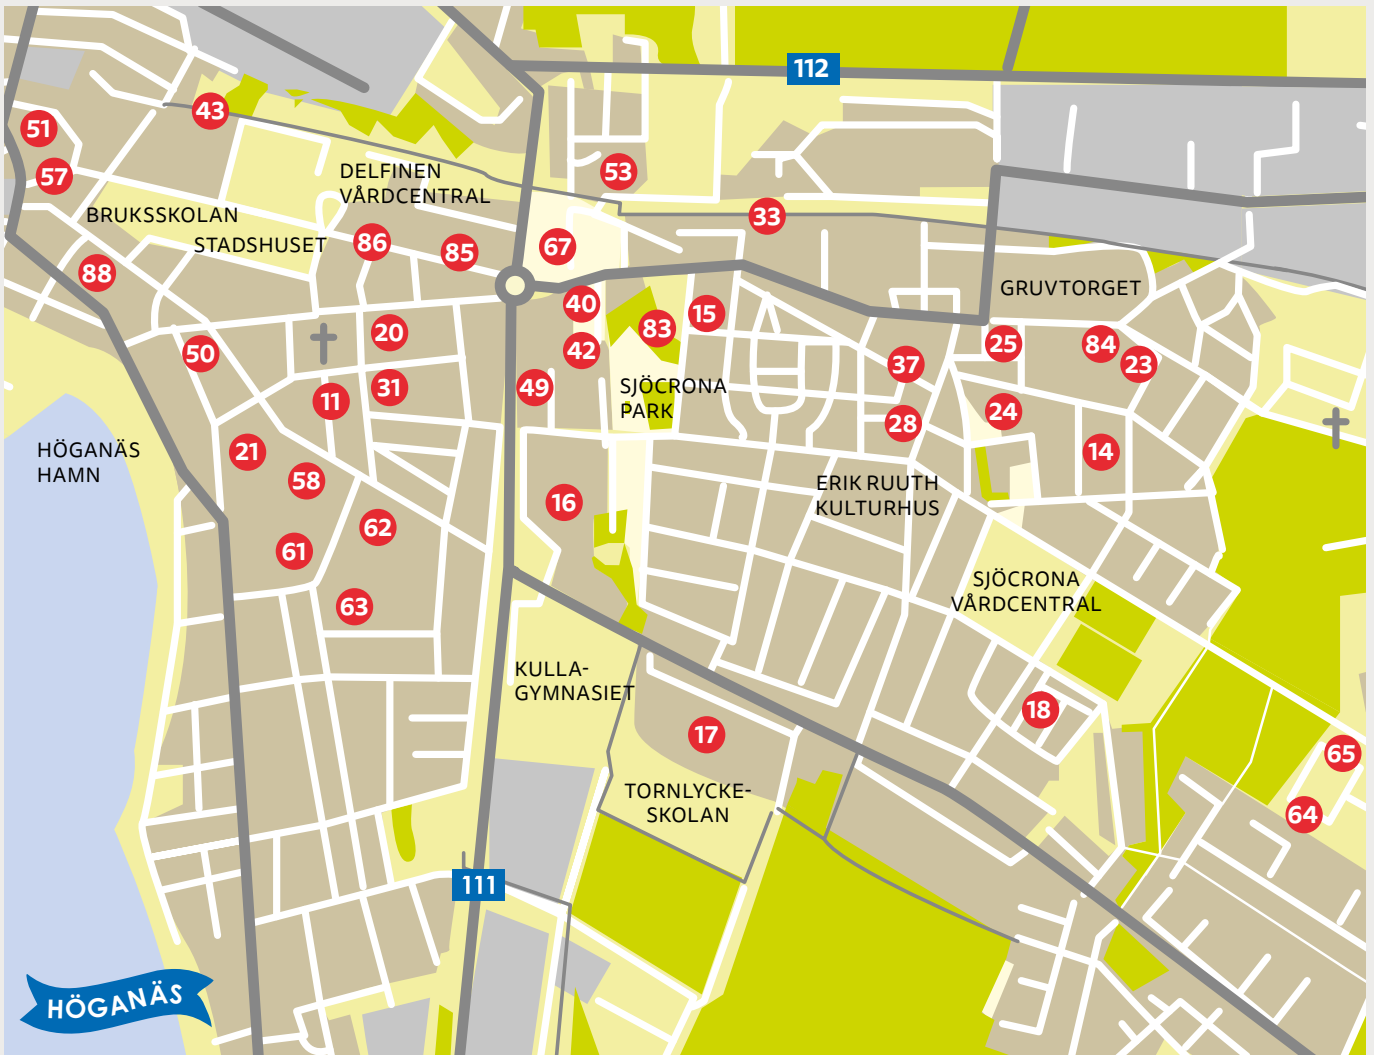 112
43
51
53
DELFINEN
VÅRDCENTRAL
57
BRUKSSKOLAN
33
STADSHUSET
86
85
67
88
GRUVTORGET
40
15
83
20
25
84
50
42
23
37
49
31
SJÖCRONA
PARK
11
24
28
HÖGANÄS
HAMN
21
14
58
ERIK RUUTH
KULTURHUS
16
62
61
SJÖCRONA
VÅRDCENTRAL
63
KULLA-
GYMNASIET
18
17
65
TORNLYCKE-
SKOLAN
64
111
HÖGANÄS